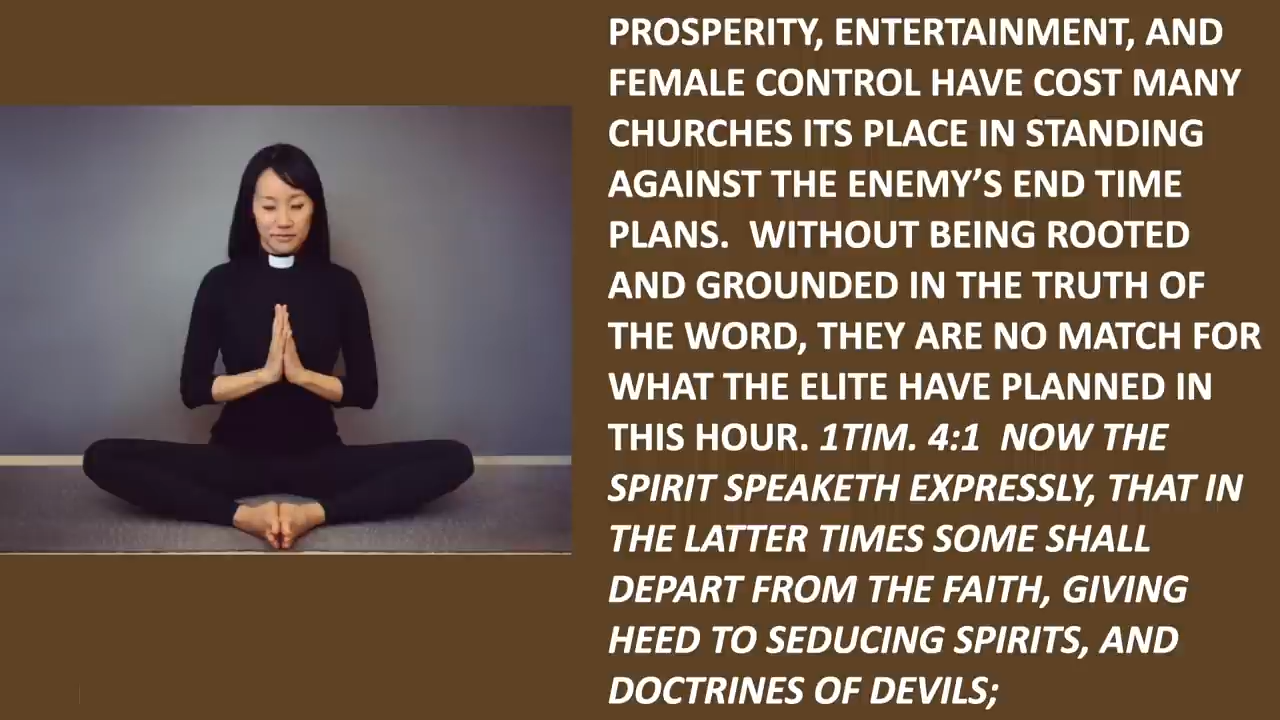 PROSPERITY, ENTERTAINMENT, AND
FEMALE CONTROL HAVE COST MANY
CHURCHES ITS PLACE IN STANDING
AGAINST THE ENEMY’S END TIME
PLANS.  WITHOUT BEING ROOTED
AND GROUNDED IN THE TRUTH OF
THE WORD, THEY ARE NO MATCH FOR
WHAT THE ELITE HAVE PLANNED IN
THIS HOUR. 1TIM. 4:1  NOW THE
SPIRIT SPEAKETH EXPRESSLY, THAT IN
THE LATTER TIMES SOME SHALL
DEPART FROM THE FAITH, GIVING
HEED TO SEDUCING SPIRITS, AND
DOCTRINES OF DEVILS;